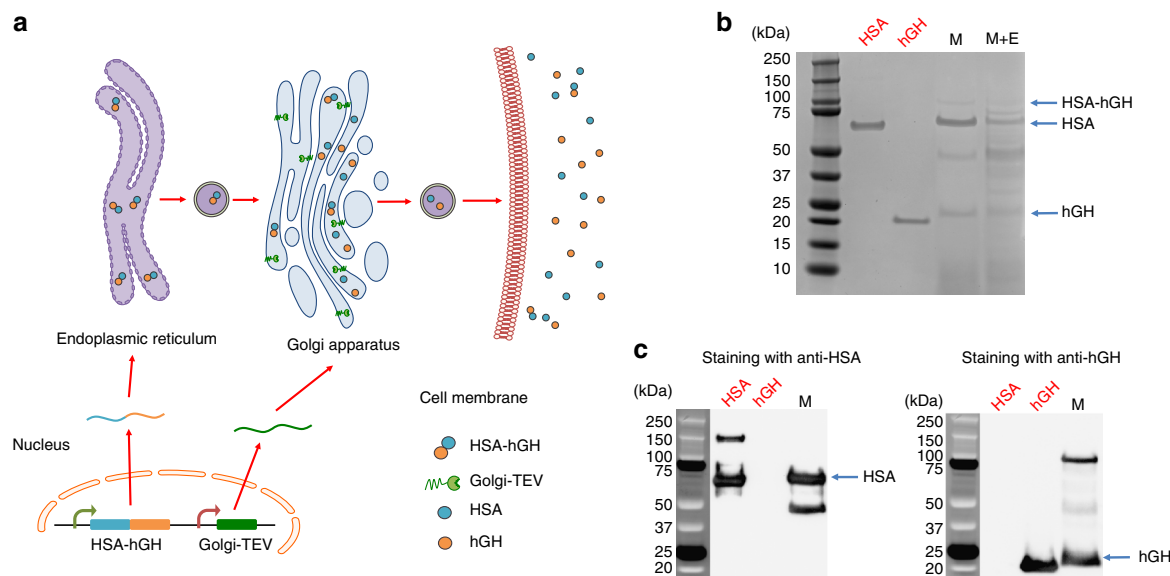 a
Endoplasmic reticulum
Golgi apparatus
Cell membrane
HSA-hGH
Golgi-TEV
HSA
hGH
Nucleus
HSA-hGH
Golgi-TEV
b
(kDa)
HSA
hGH
M
M+E
250
150
100
75
50
37
25
20
15
10
HSA-hGH
HSA
hGH
c
Staining with anti-HSA
(kDa)
HSA
hGH
M
250
150
100
75
50
37
25
20
HSA
Staining with anti-hGH
(kDa)
HSA
hGH
M
250
150
100
75
50
37
25
20
hGH